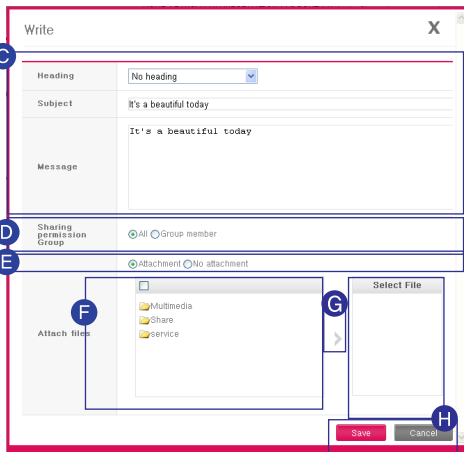 Write X
C
Heading No heading
Subject It's a beautiful today
It's a beautiful today
Message
D
Sharing
permission
Group
All Group member
E
Attachment No attachment
F
Multimedia
Share
service
Attach files
G
Select File
H
Save Cancel